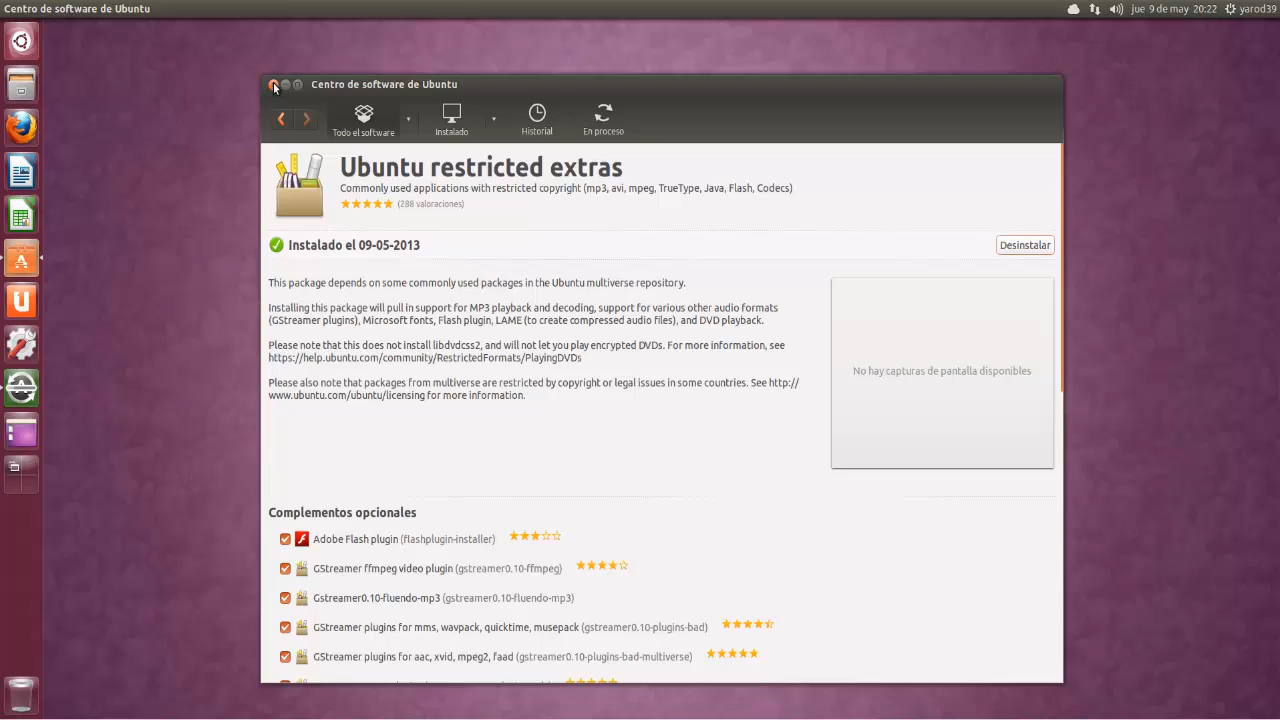 Centro de software de Ubuntu
jue 9 de may 20:22 yarod39
Centro de software de Ubuntu
Todo el software
Instalado
Historial
En proceso
Ubuntu restricted extras
Commonly used applications with restricted copyright (mp3, avi, mpeg, TrueType, Java, Flash, Codecs)
(288 valoraciones)
Instalado el 09-05-2013
Desinstalar
This package depends on some commonly used packages in the Ubuntu multiverse repository.
Installing this package will pull in support for MP3 playback and decoding, support for various other audio formats
(GStreamer plugins), Microsoft fonts, Flash plugin, LAME (to create compressed audio files), and DVD playback.
Please note that this does not install libdvdcss2, and will not let you play encrypted DVDs. For more information, see
https://help.ubuntu.com/community/RestrictedFormats/PlayingDVDs
Please also note that packages from multiverse are restricted by copyright or legal issues in some countries. See http://
www.ubuntu.com/ubuntu/licensing for more information.
No hay capturas de pantalla disponibles
Complementos opcionales
Adobe Flash plugin (flashplugin-installer)
GStreamer ffmpeg video plugin (gstreamer0.10-ffmpeg)
Gstreamer0.10-fluendo-mp3 (gstreamer0.10-fluendo-mp3)
GStreamer plugins for mms, wavpack, quicktime, musepack (gstreamer0.10-plugins-bad)
GStreamer plugins for aac, xvid, mpeg2, faad (gstreamer0.10-plugins-bad-multiverse)